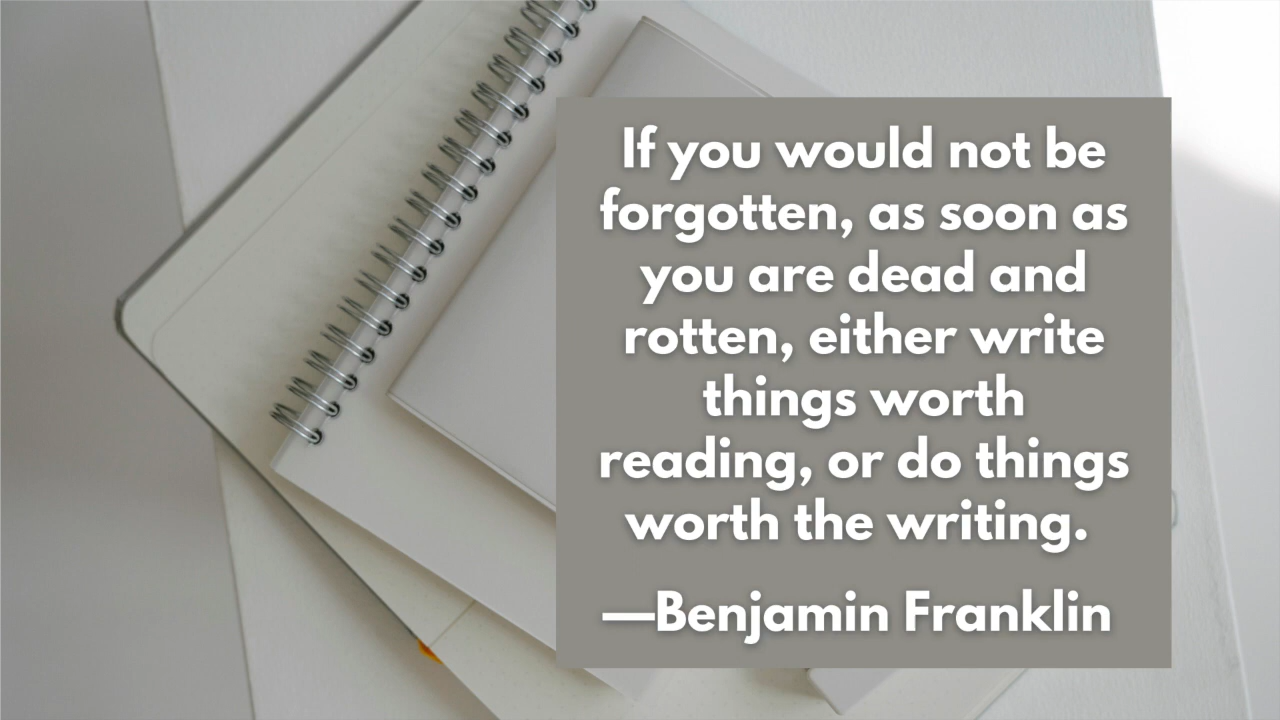 If you would not be
forgotten, as soon as
you are dead and
rotten, either write
things worth
reading, or do things
worth the writing.
—Benjamin Franklin